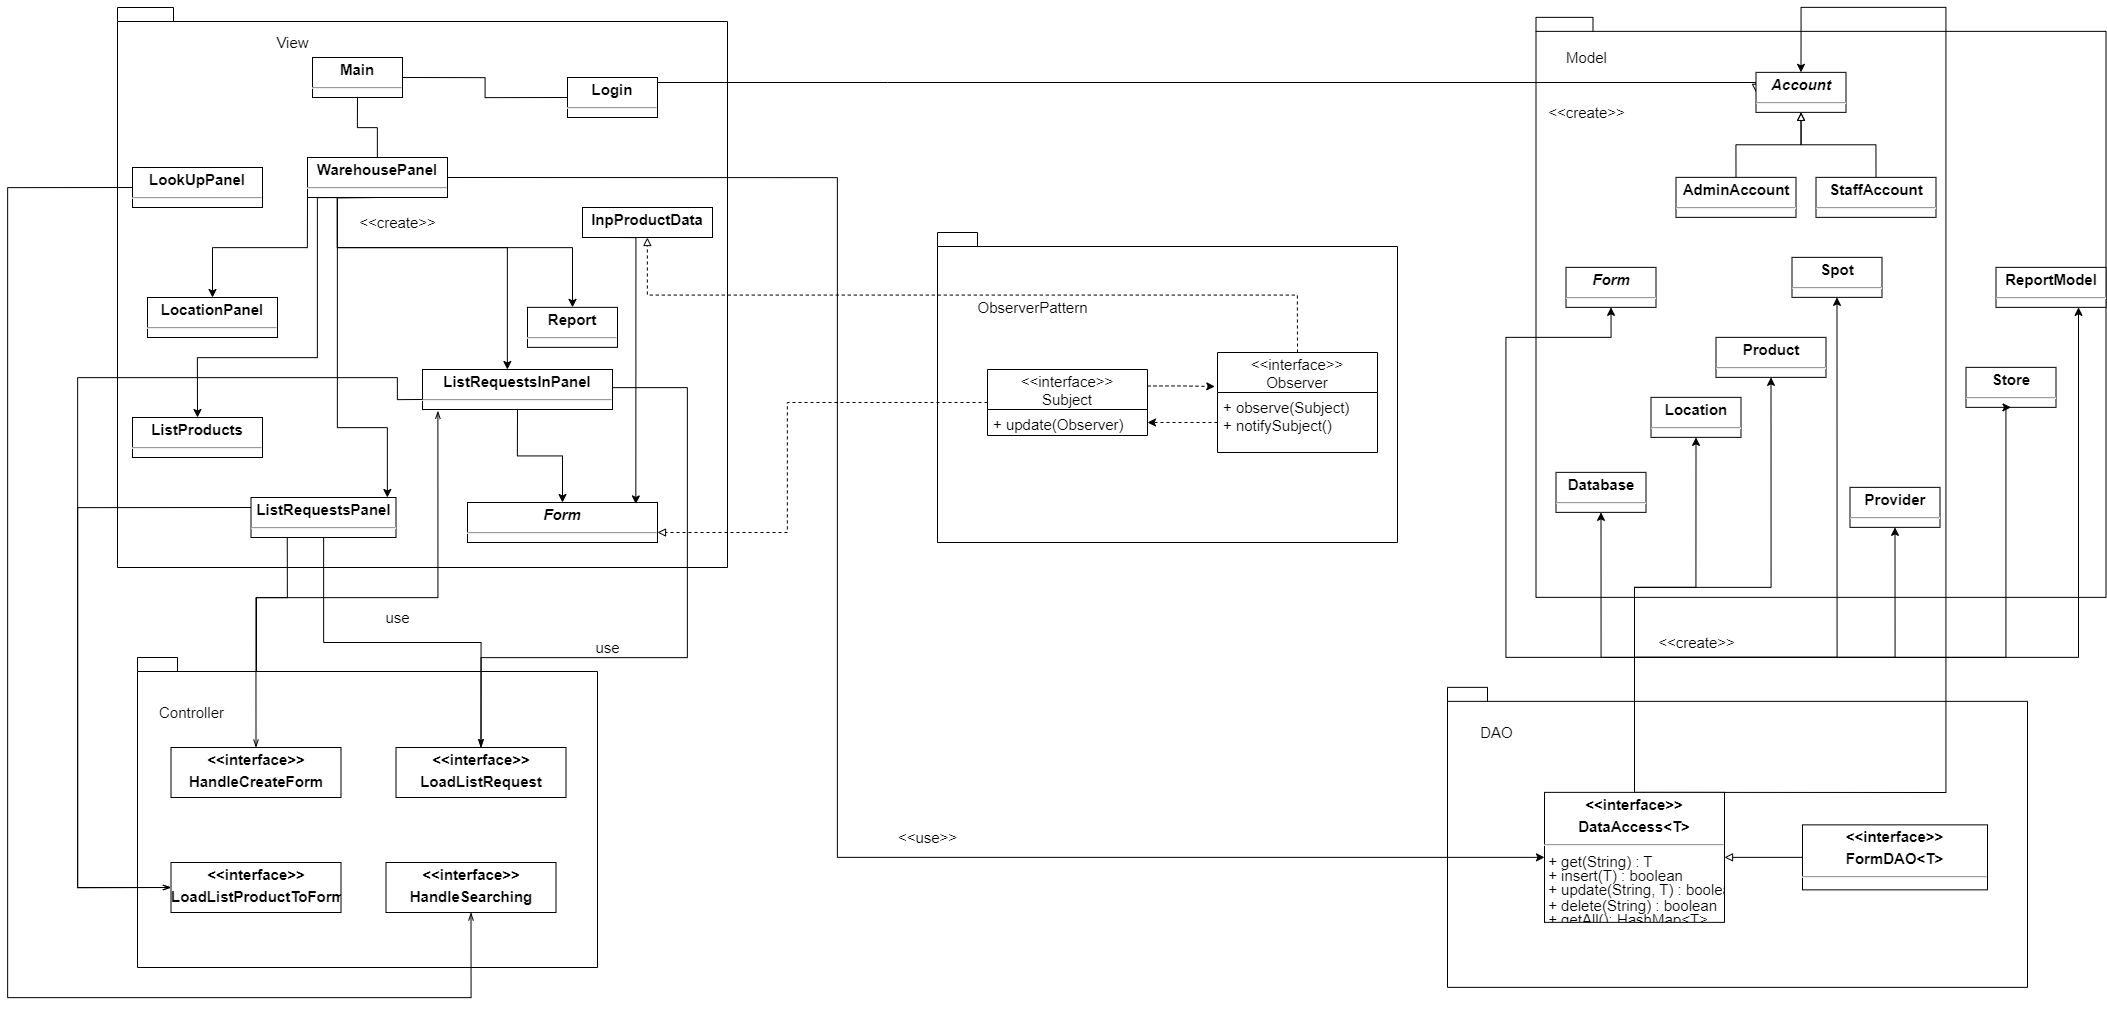 View
Main
Login
LookUpPanel
WarehousePanel
<<create>>
InpProductData
LocationPanel
Report
ListRequestsInPanel
ListProducts
ListRequestsPanel
Form
use
use
Controller
<<interface>>
HandleCreateForm
<<interface>>
LoadListRequest
<<interface>>
LoadListProductToForm
<<interface>>
HandleSearching
ObserverPattern
<<interface>>
Subject
+ update(Observer)
<<interface>>
Observer
+ observe(Subject)
+ notifySubject()
<<use>>
Model
Account
<<create>>
AdminAccount
StaffAccount
Form
Spot
ReportModel
Product
Store
Location
Database
Provider
<<create>>
DAO
<<interface>>
DataAccess<T>
+ get(String) : T
+ insert(T) : boolean
+ update(String, T) : boolea
+ delete(String) : boolean
+ getAll(): HashMap<T>
<<interface>>
FormDAO<T>